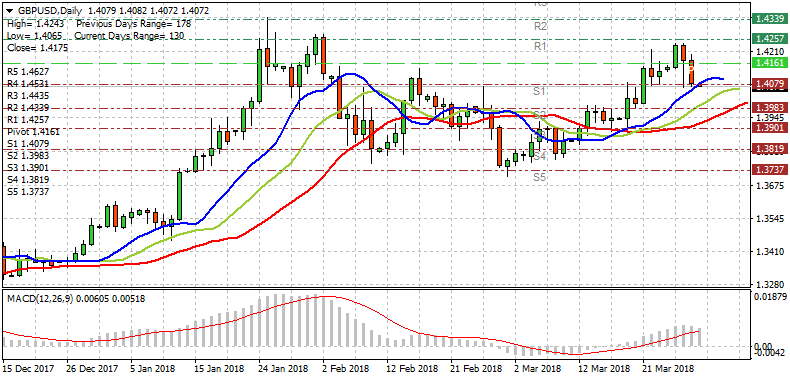 GBPUSD,Daily 1.4079 1.4082 1.4072 1.4072
High= 1.4243 Previous Days Range= 178
Low= 1.4065 Current Days Range= 130
Close= 1.4175
R5 1.4627
R4 1.4531
R3 1.4435
R2 1.4339
R1 1.4257
Pivot 1.4161
S1 1.4079
S2 1.3983
S3 1.3901
S4 1.3819
S5 1.3737
R3
R2
R1
S1
S4
S5
1.4339
1.4257
1.4210
1.4161
1.4079
1.3983
1.3945
1.3901
1.3819
1.3737
1.3675
1.3545
1.3410
1.3280
MACD(12,26,9) 0.00605 0.00518
0.01879
0.00
-0.0042
15 Dec 2017 26 Dec 2017 5 Jan 2018 15 Jan 2018 24 Jan 2018 2 Feb 2018 12 Feb 2018 21 Feb 2018 2 Mar 2018 12 Mar 2018 21 Mar 2018